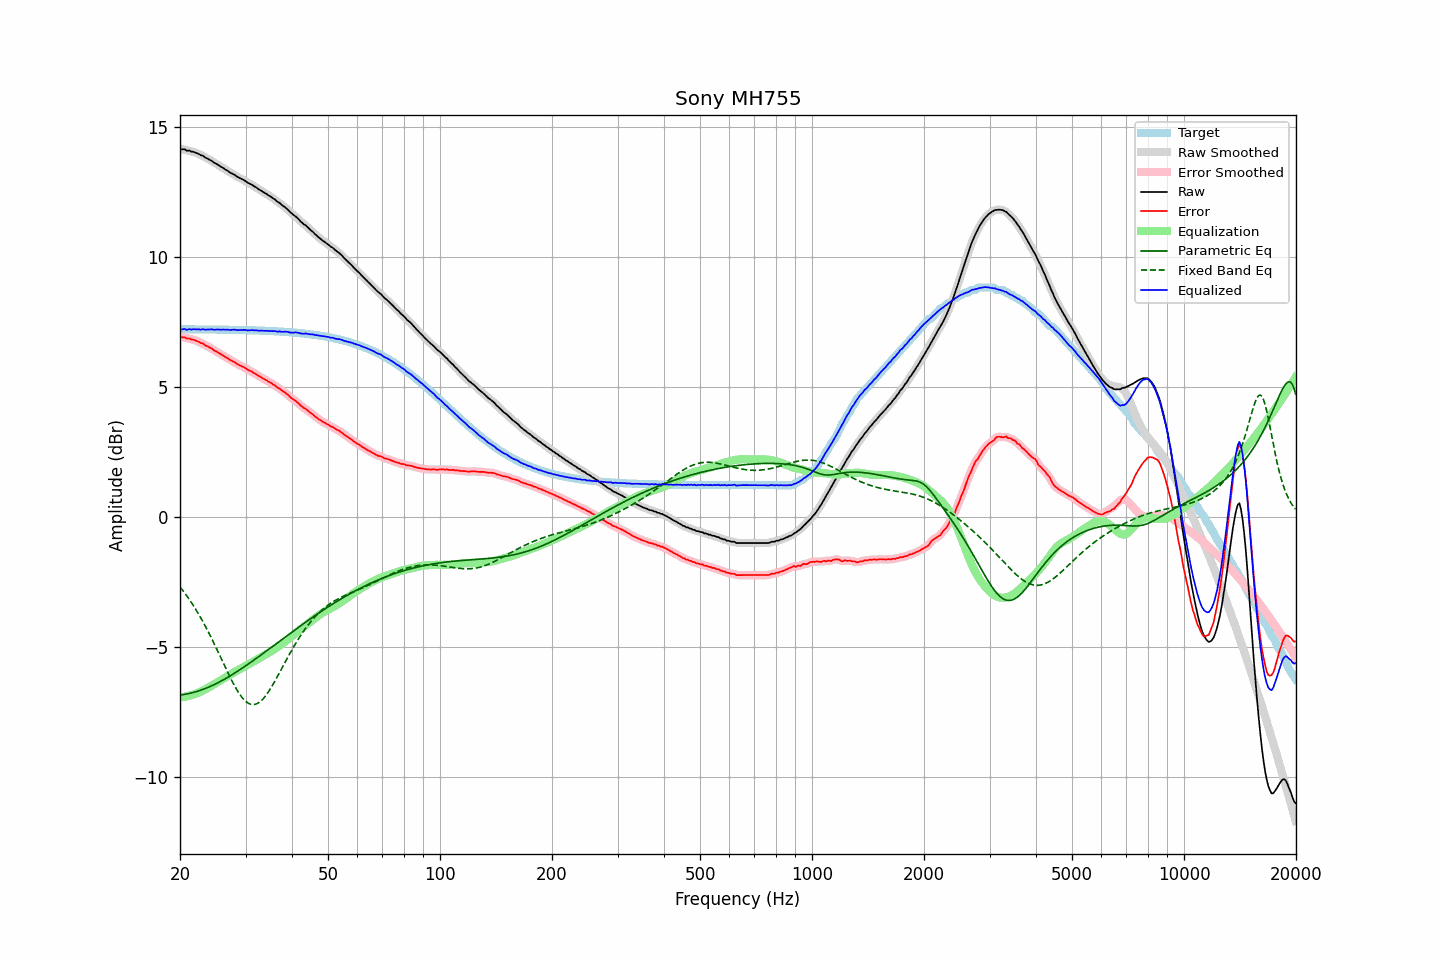 Sony MH755
15
10
5
0
−5
−10
Amplitude (dBr)
Target
Raw Smoothed
Error Smoothed
Raw
Error
Equalization
Parametric Eq
Fixed Band Eq
Equalized
20 50 100 200 500 1000 2000 5000 10000 20000
Frequency (Hz)